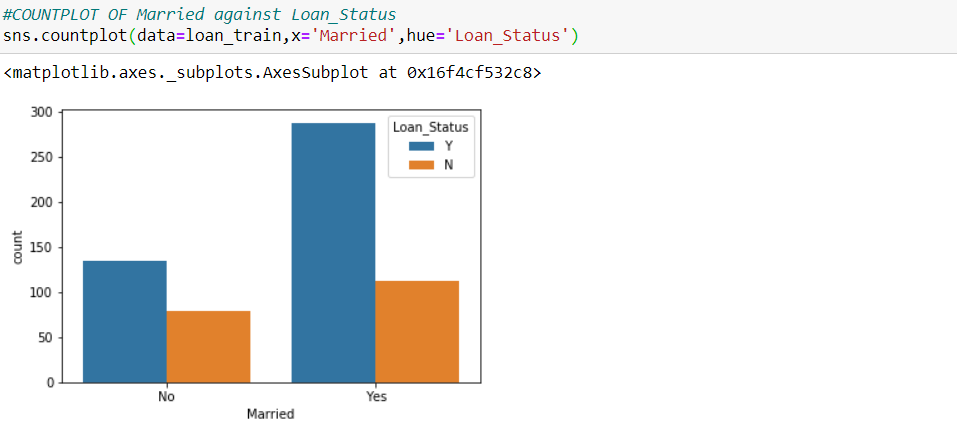 #COUNTPLOT OF Married against Loan_Status
sns.countplot(data=loan_train,x='Married',hue='Loan_Status')
<matplotlib.axes._subplots.AxesSubplot at 0x16f4cf532c8>
300
250
200
150
100
50
0
count
Loan_Status
Y
N
No
Yes
Married